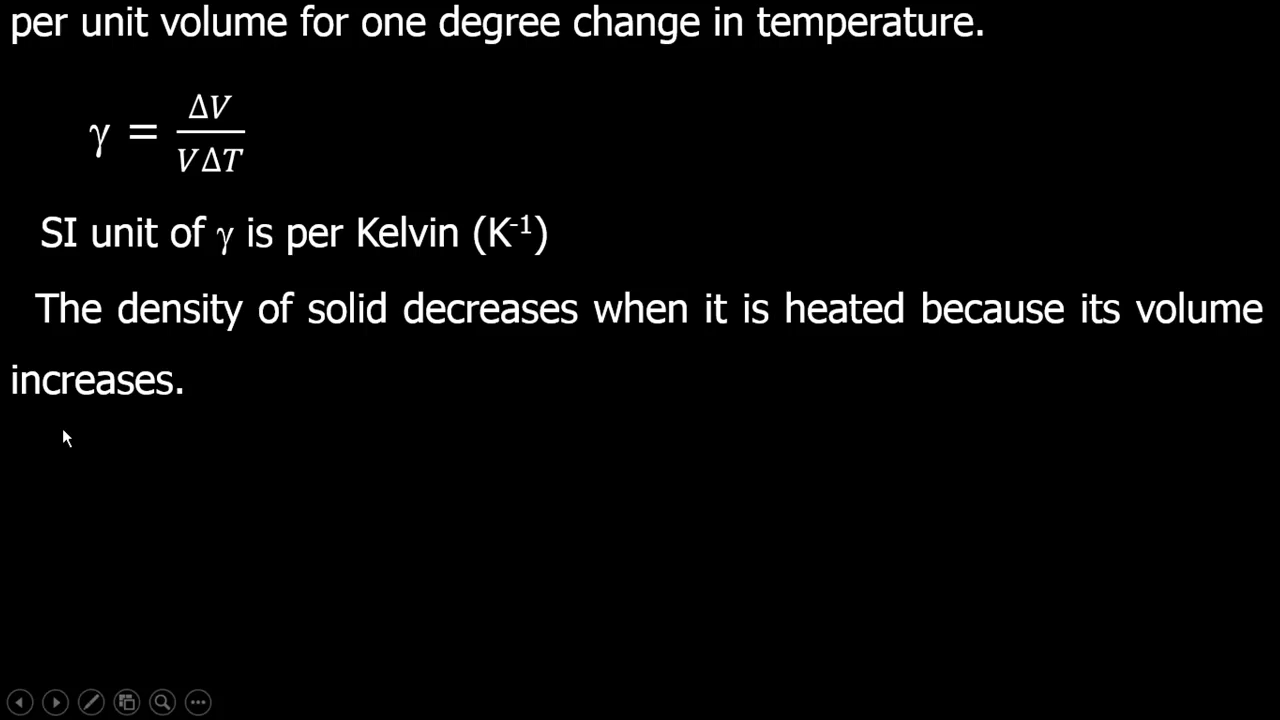 per unit volume for one degree change in temperature.
γ = ΔV / VΔT
SI unit of γ is per Kelvin (K⁻¹)
The density of solid decreases when it is heated because its volume
increases.